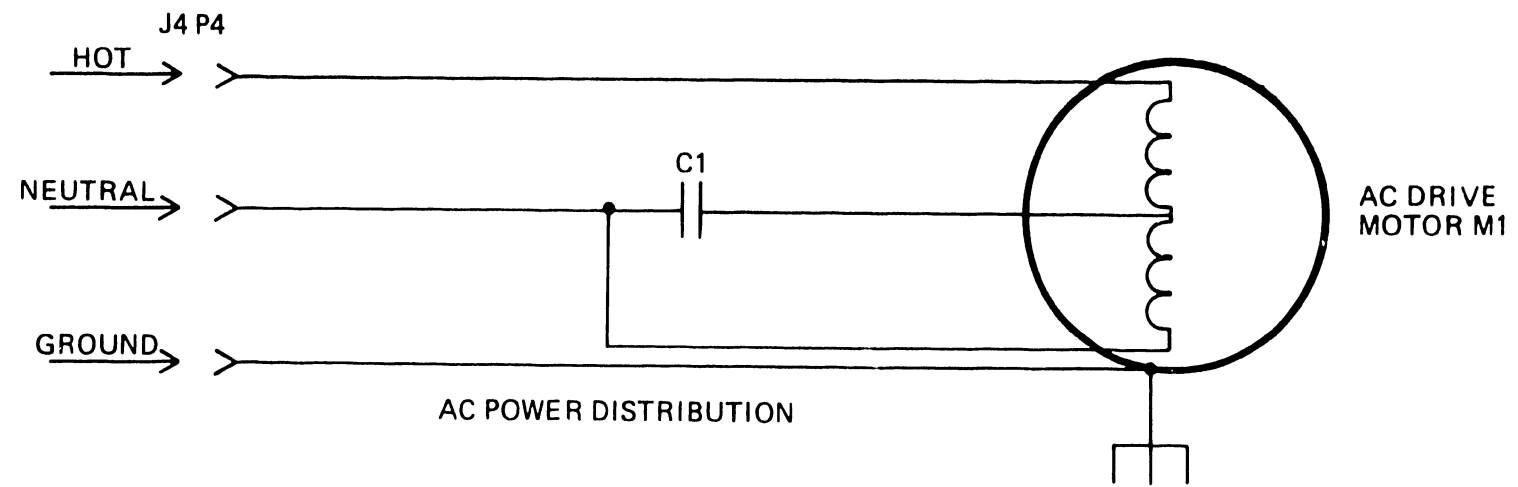 J4 P4
HOT
NEUTRAL
C1
AC DRIVE
MOTOR M1
GROUND
AC POWER DISTRIBUTION